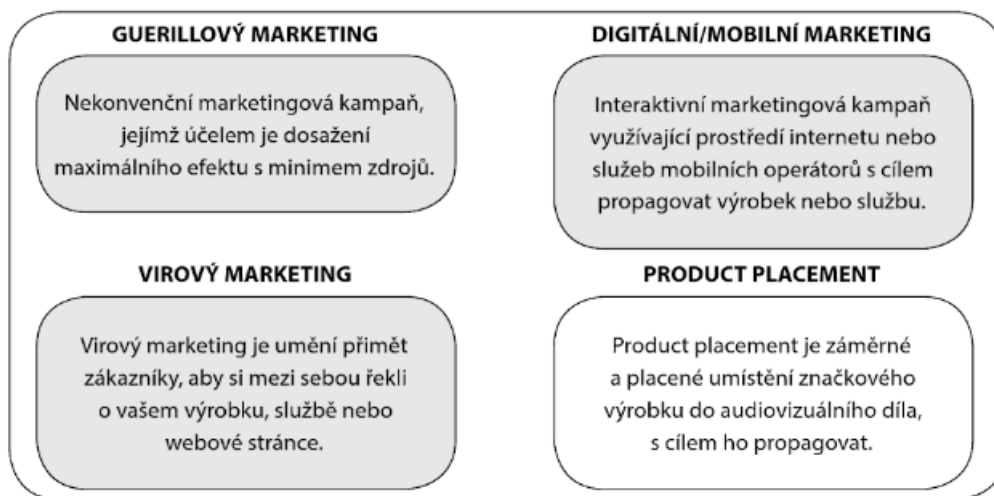 GUERILLOVÝ MARKETING
Nekonvenční marketingová kampaň,
jejímž účelem je dosažení
maximálního efektu s minimem zdrojů.
DIGITÁLNÍ/MOBILNÍ MARKETING
Interaktivní marketingová kampaň
využívající prostředí internetu nebo
služeb mobilních operátorů s cílem
propagovat výrobek nebo službu.
VIROVÝ MARKETING
Virový marketing je umění přimět
zákazníky, aby si mezi sebou řekli
o vašem výrobku, službě nebo
webové stránce.
PRODUCT PLACEMENT
Product placement je záměrné
a placené umístění značkového
výrobku do audiovizuálního díla,
s cílem ho propagovat.